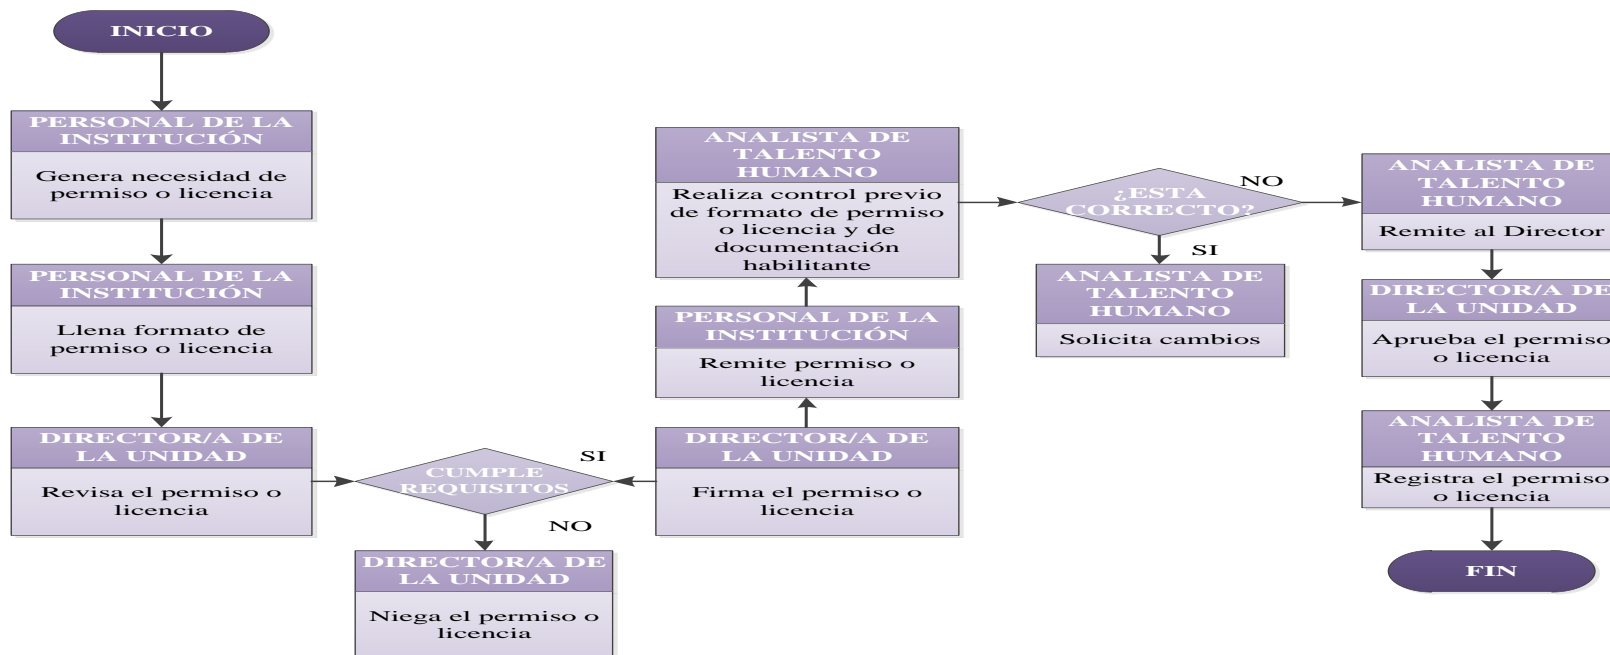 INICIO
PERSONAL DE LA
INSTITUCIÓN
Genera necesidad de
permiso o licencia
PERSONAL DE LA
INSTITUCIÓN
Llena formato de
permiso o licencia
DIRECTOR/A DE
LA UNIDAD
Revisa el permiso o
licencia
CUMPLE
REQUISITOS
SI
NO
DIRECTOR/A DE
LA UNIDAD
Niega el permiso o
licencia
DIRECTOR/A DE
LA UNIDAD
Firma el permiso o
licencia
PERSONAL DE LA
INSTITUCIÓN
Remite permiso o
licencia
ANALISTA DE
TALENTO
HUMANO
Realiza control previo
de formato de permiso
o licencia y de
documentación
habilitante
¿ESTA
CORRECTO?
NO
SI
ANALISTA DE
TALENTO
HUMANO
Solicita cambios
ANALISTA DE
TALENTO
HUMANO
Remite al Director
DIRECTOR/A DE
LA UNIDAD
Aprueba el permiso
o licencia
ANALISTA DE
TALENTO
HUMANO
Registra el permiso
o licencia
FIN